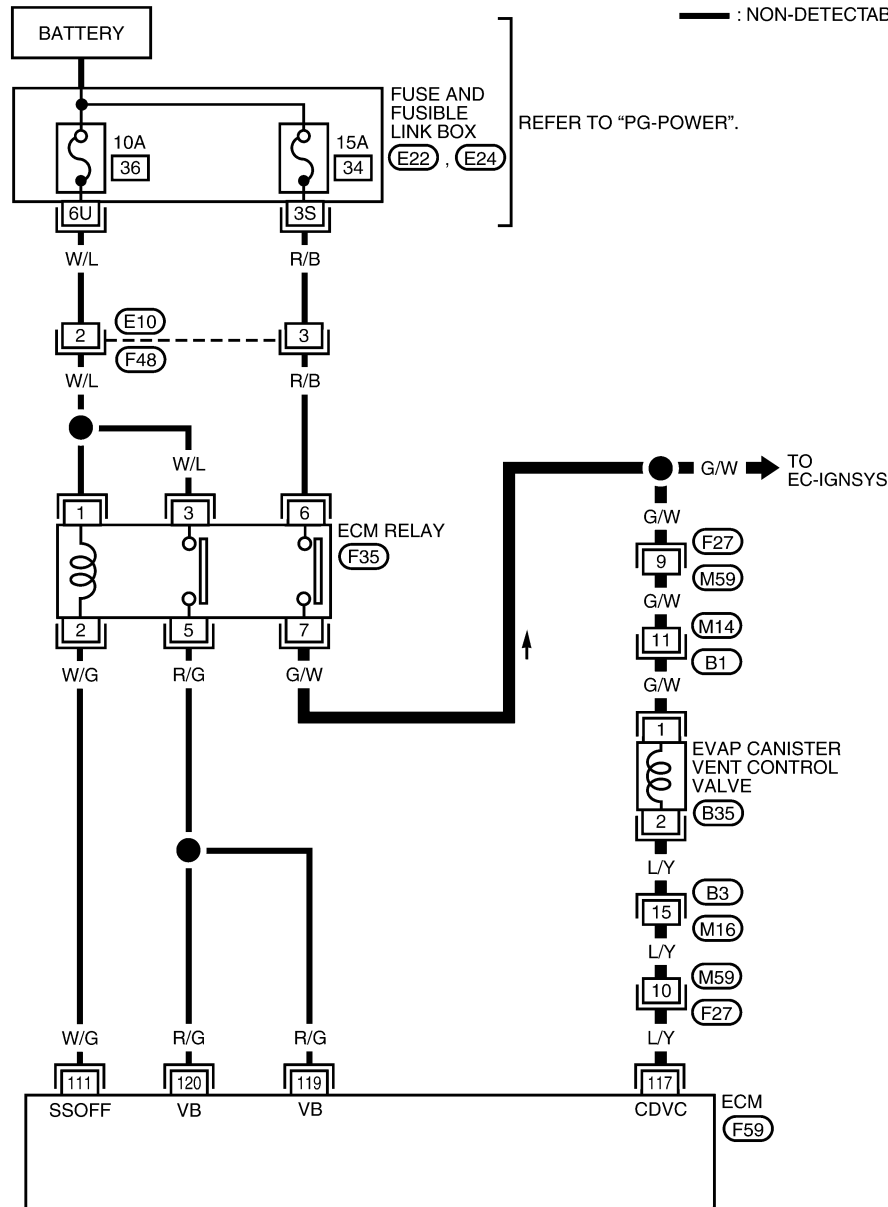 BATTERY
: NON-DETECTAB
FUSE AND
FUSIBLE
LINK BOX
E22 , E24
REFER TO “PG-POWER”.
10A
36
15A
34
6U
3S
W/L
R/B
2
E10
F48
3
W/L
R/B
W/L
G/W
TO
EC-IGNSYS
1
3
6
ECM RELAY
F35
2
5
7
W/G
R/G
G/W
G/W
9
F27
M59
G/W
11
M14
B1
G/W
1
EVAP CANISTER
VENT CONTROL
VALVE
B35
2
L/Y
15
B3
M16
L/Y
10
M59
F27
W/G
R/G
R/G
L/Y
111
120
119
117
SSOFF
VB
VB
CDVC
ECM
F59